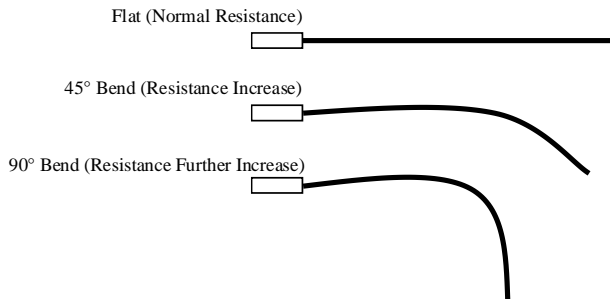 Flat (Normal Resistance)
45° Bend (Resistance Increase)
90° Bend (Resistance Further Increase)